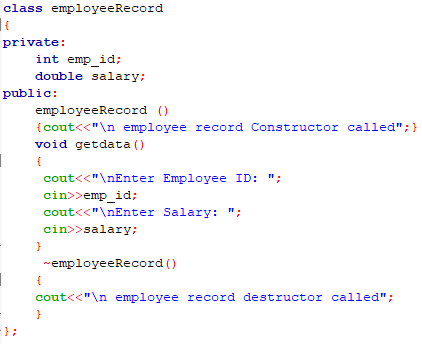 class employeeRecord
{
private:
int emp_id;
double salary;
public:
employeeRecord ()
{cout<<"\n employee record Constructor called";}
void getdata()
{
cout<<"\nEnter Employee ID: ";
cin>>emp_id;
cout<<"\nEnter Salary: ";
cin>>salary;
}
~employeeRecord()
{
cout<<"\n employee record destructor called";
}
};